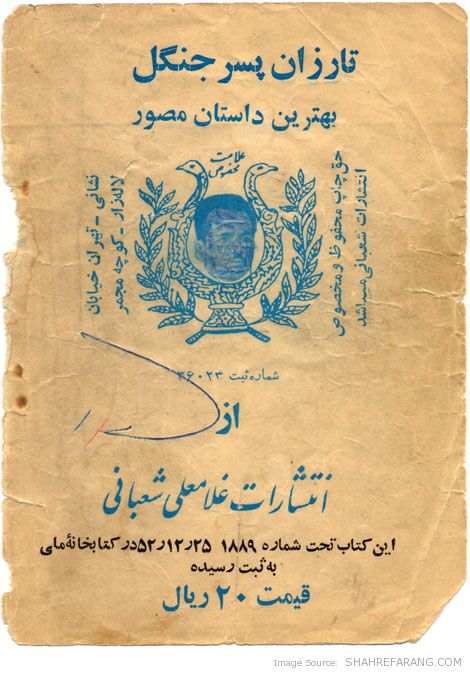 تارزان پسر جنگل
بهترین داستان مصور
علامت
مخصوص
حق چاپ محفوظ و مخصوص
انتشارات شعبانی میباشد
نشانی - تهران خیابان
لاله‌زار - کوچه مجمر
شماره ثبت ۳۶۰۲۳
از
انتشارات غلامعلی شعبانی
این کتاب تحت شماره ۱۸۸۹ ۵۲ر۱۲ر۲۵ در کتابخانهٔ ملی
به ثبت رسیده
قیمت ۲۰ ریال
Image Source: SHAHREFARANG.COM